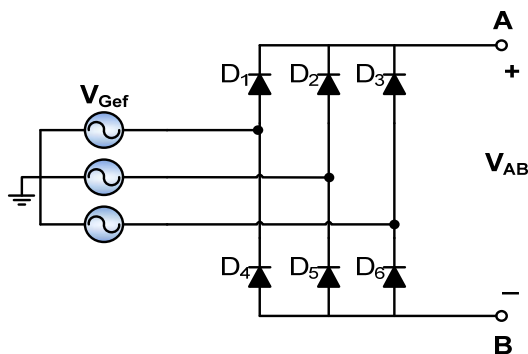 A
D1 D2 D3
+
VGef
VAB
D4 D5 D6
−
B